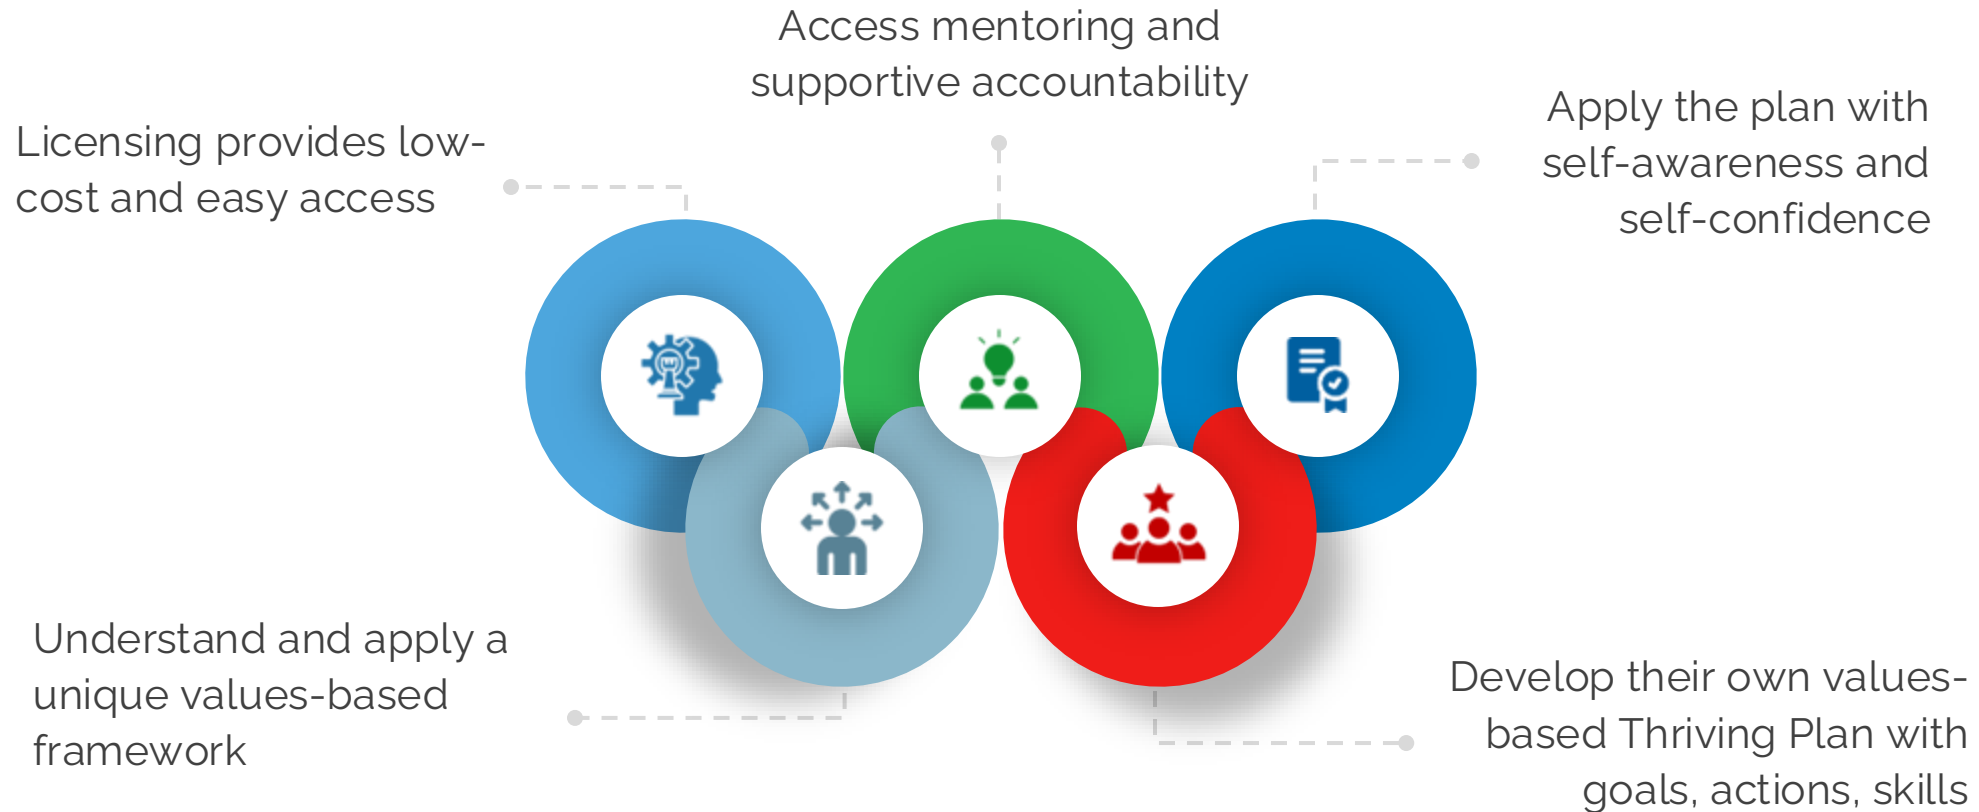 Access mentoring and
supportive accountability
Licensing provides low-
cost and easy access
Apply the plan with
self-awareness and
self-confidence
Understand and apply a
unique values-based
framework
Develop their own values-
based Thriving Plan with
goals, actions, skills